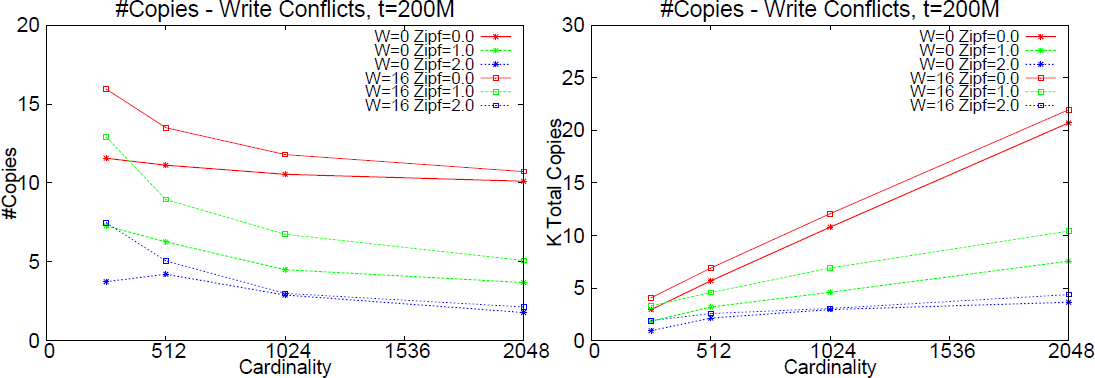 #Copies - Write Conflicts, t=200M
20
15
10
5
0
#Copies
W=0 Zipf=0.0
W=0 Zipf=1.0
W=0 Zipf=2.0
W=16 Zipf=0.0
W=16 Zipf=1.0
W=16 Zipf=2.0
0 512 1024 1536 2048
Cardinality
#Copies - Write Conflicts, t=200M
30
25
20
15
10
5
0
K Total Copies
W=0 Zipf=0.0
W=0 Zipf=1.0
W=0 Zipf=2.0
W=16 Zipf=0.0
W=16 Zipf=1.0
W=16 Zipf=2.0
0 512 1024 1536 2048
Cardinality